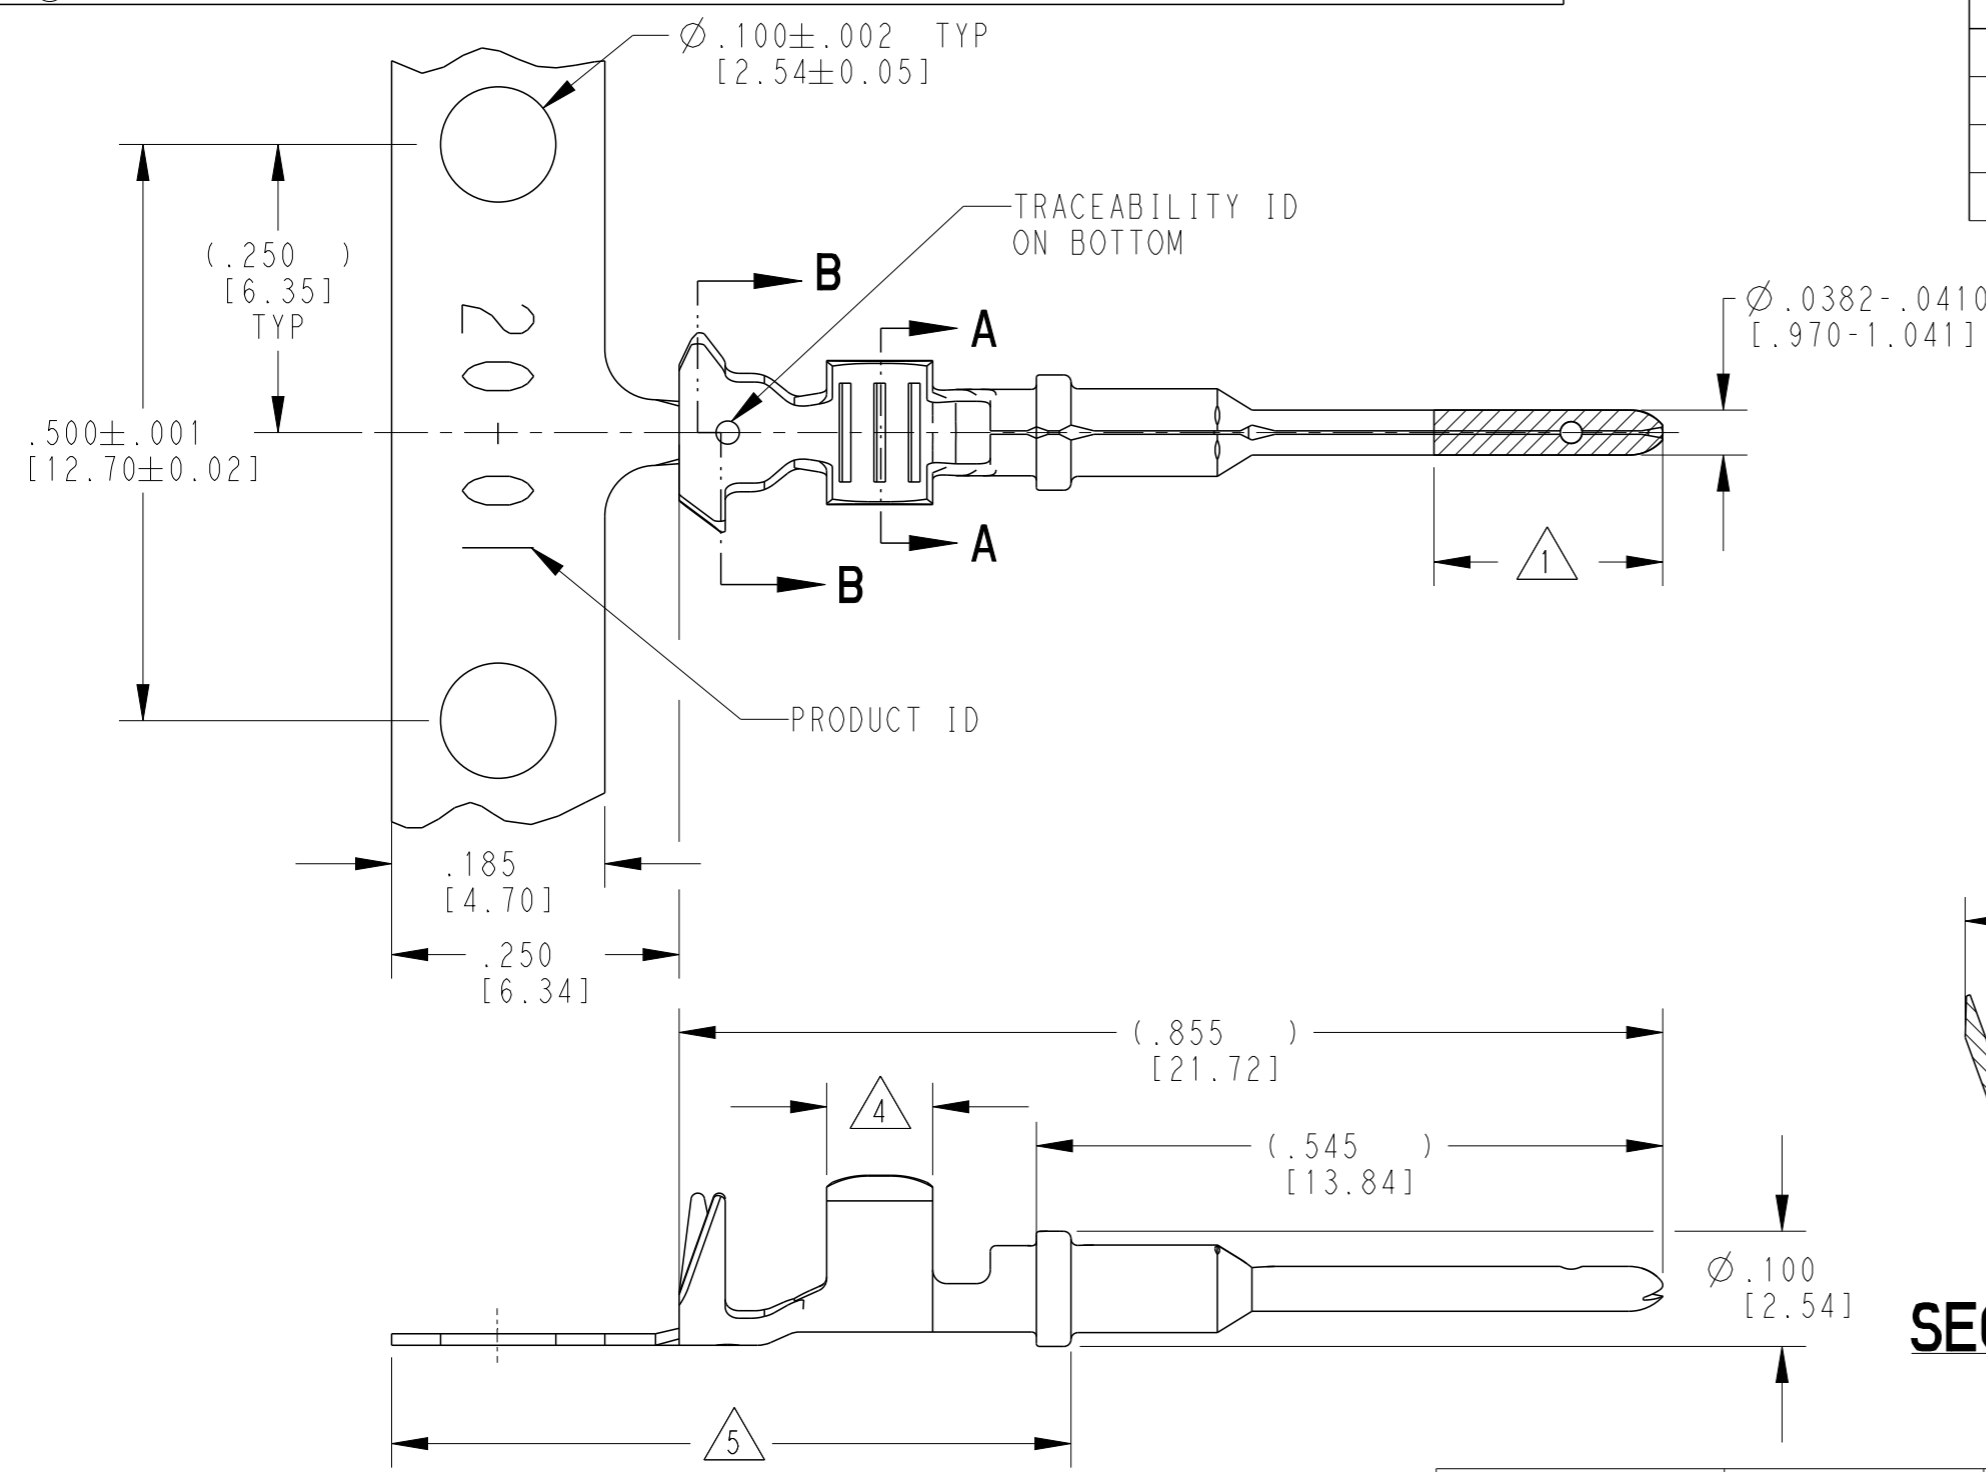 Ø.100±.002 TYP
[2.54±0.05]
(.250 )
[6.35]
TYP
.500±.001
[12.70±0.02]
2001
TRACEABILITY ID
ON BOTTOM
B
A
A
B
Ø.0382-.0410
[.970-1.041]
1
PRODUCT ID
.185
[4.70]
.250
[6.34]
(.855 )
[21.72]
4
(.545 )
[13.84]
Ø.100
[2.54]
5